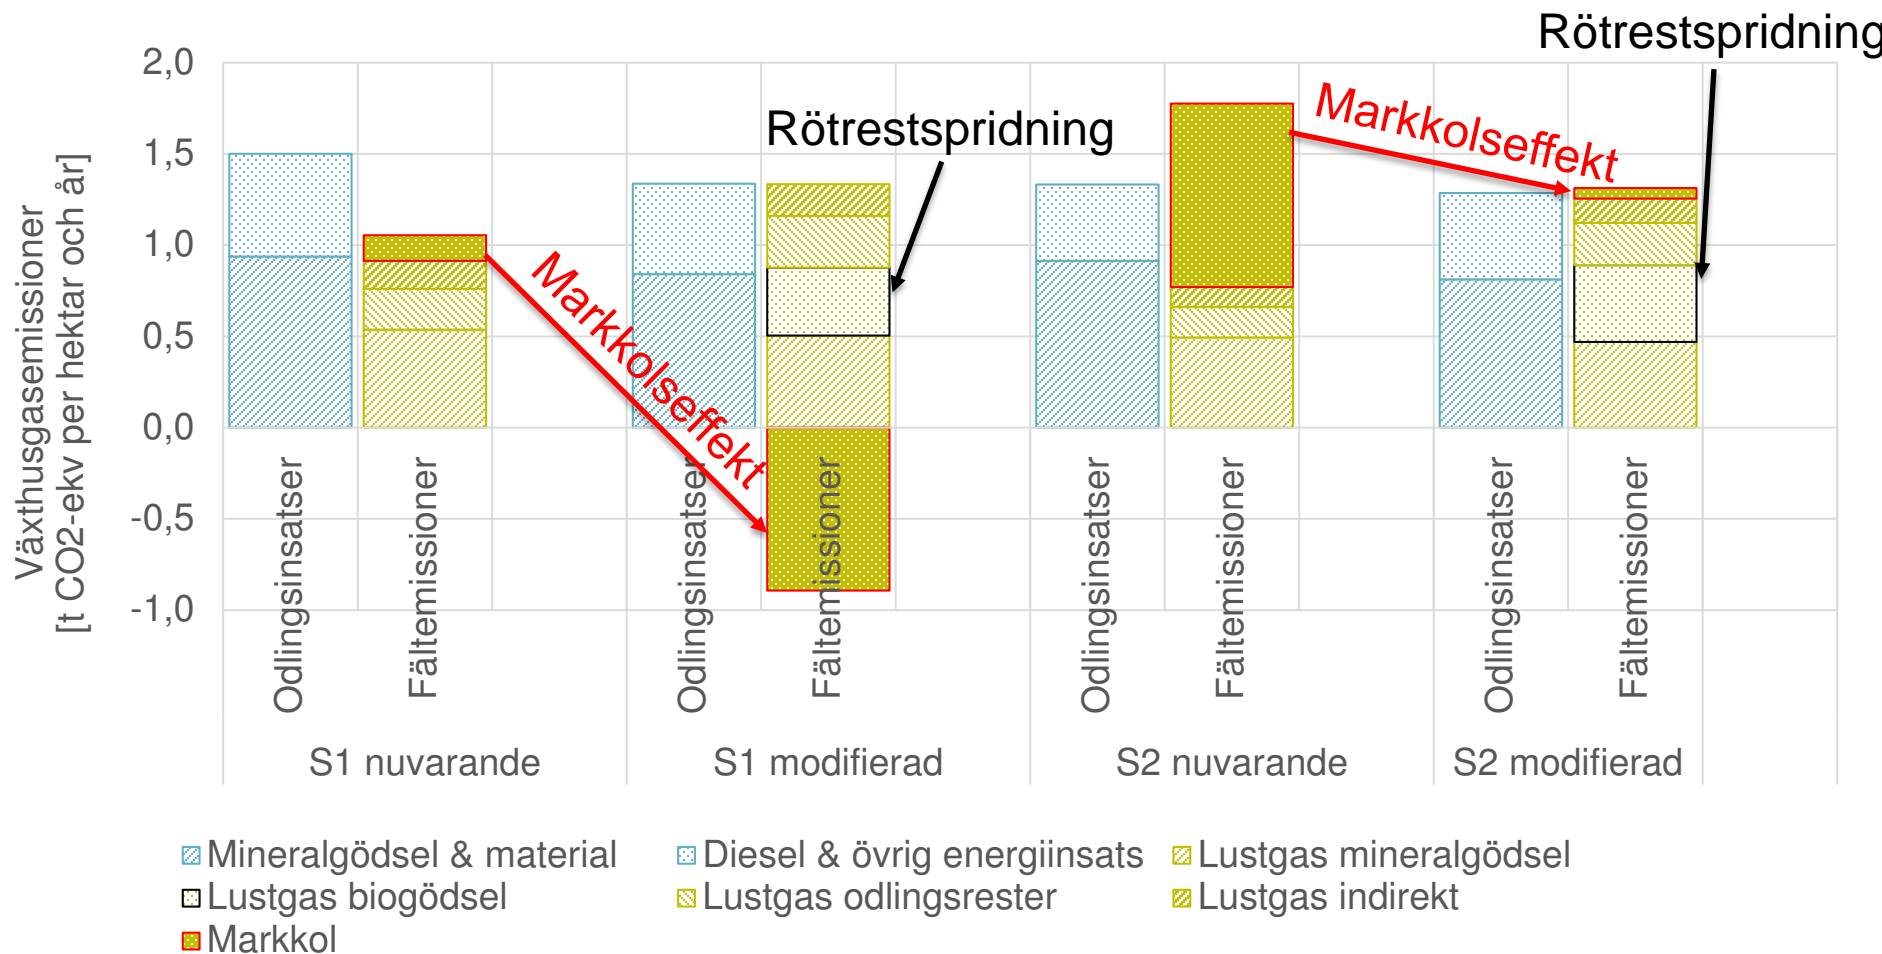 Rötrestspridning
Rötrestspridning
Markkolseffekt
Markkolseffekt
Växthusgasemissioner
[t CO2-ekv per hektar och år]
2,0
1,5
1,0
0,5
0,0
-0,5
-1,0
Odlingsinsatser
Fältemissioner
Odlingsinsatser
Fältemissioner
Odlingsinsatser
Fältemissioner
Odlingsinsatser
Fältemissioner
S1 nuvarande
S1 modifierad
S2 nuvarande
S2 modifierad
Mineralgödsel & material
Diesel & övrig energiinsats
Lustgas mineralgödsel
Lustgas biogödsel
Lustgas odlingsrester
Lustgas indirekt
Markkol